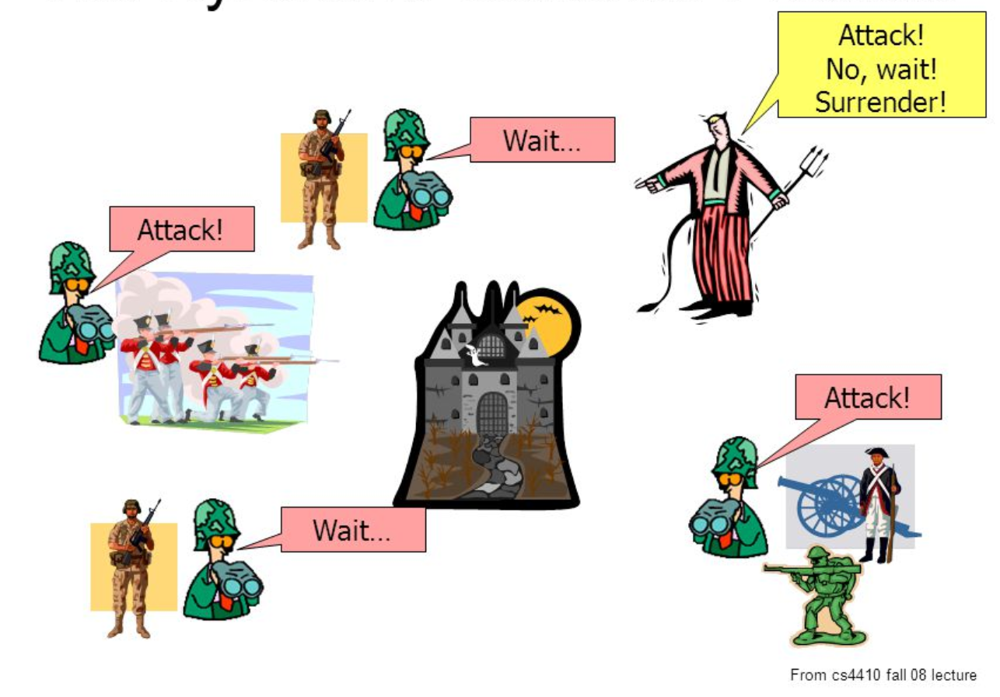 Attack!
No, wait!
Surrender!
Wait...
Attack!
Attack!
Wait...
From cs4410 fall 08 lecture